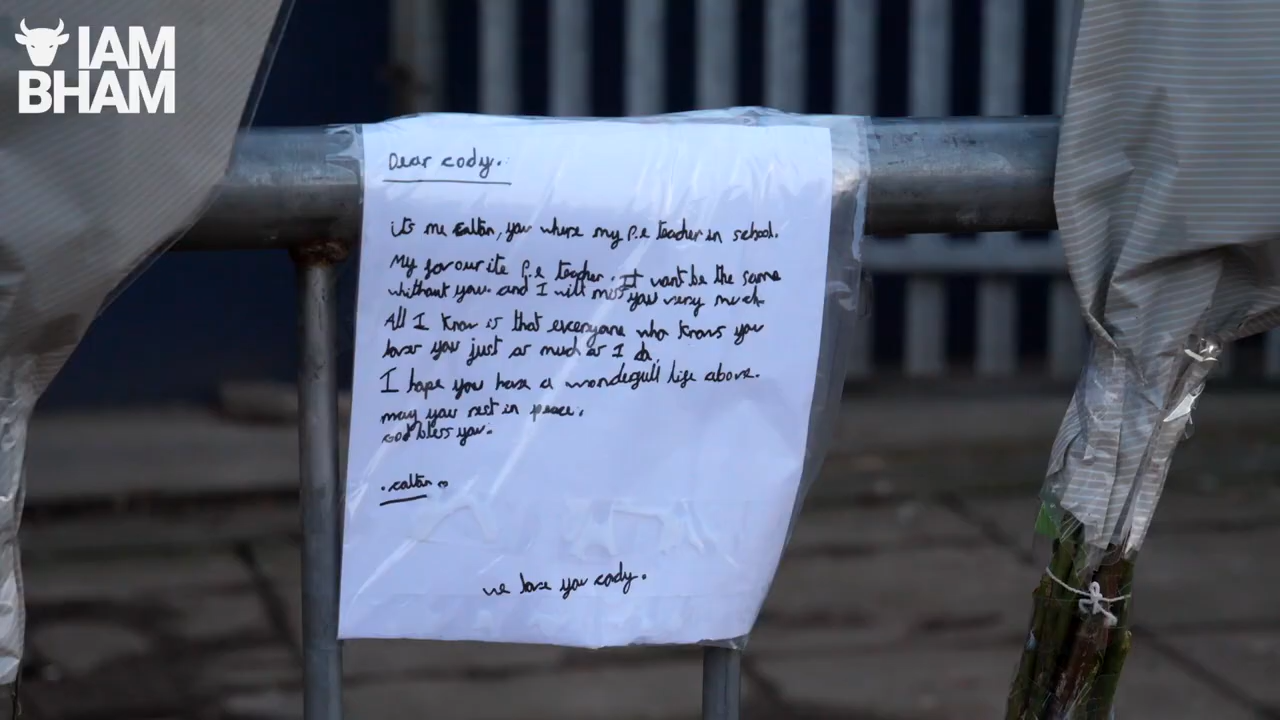 IAM
BHAM
Dear cody.
its me calton, you where my P.e teacher in school.
My favourite P.e teacher. It wont be the same
whithout you. and I will miss you very much.
All I know is that everyone who knows you
loves you just as much as I do.
I hope you have a wondefull life above.
may you rest in peace.
God bless you.
calton
we love you cody.